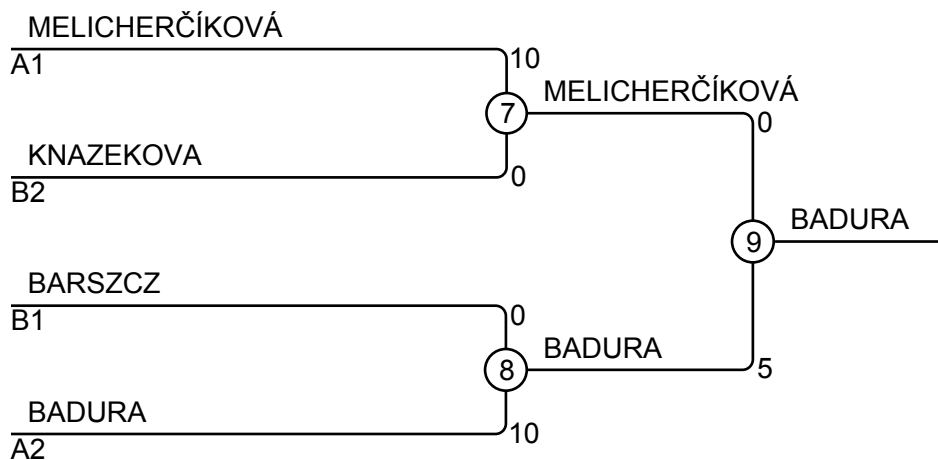 MELICHERČÍKOVÁ
A1
10
7
MELICHERČÍKOVÁ
0
KNAZEKOVA
B2
0
9
BADURA
BARSZCZ
B1
0
8
BADURA
5
BADURA
A2
10